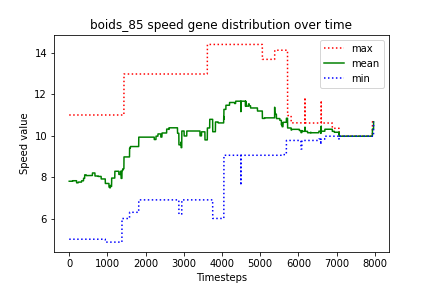 boids_85 speed gene distribution over time
max
mean
min
Speed value
14
12
10
8
6
0 1000 2000 3000 4000 5000 6000 7000 8000
Timesteps